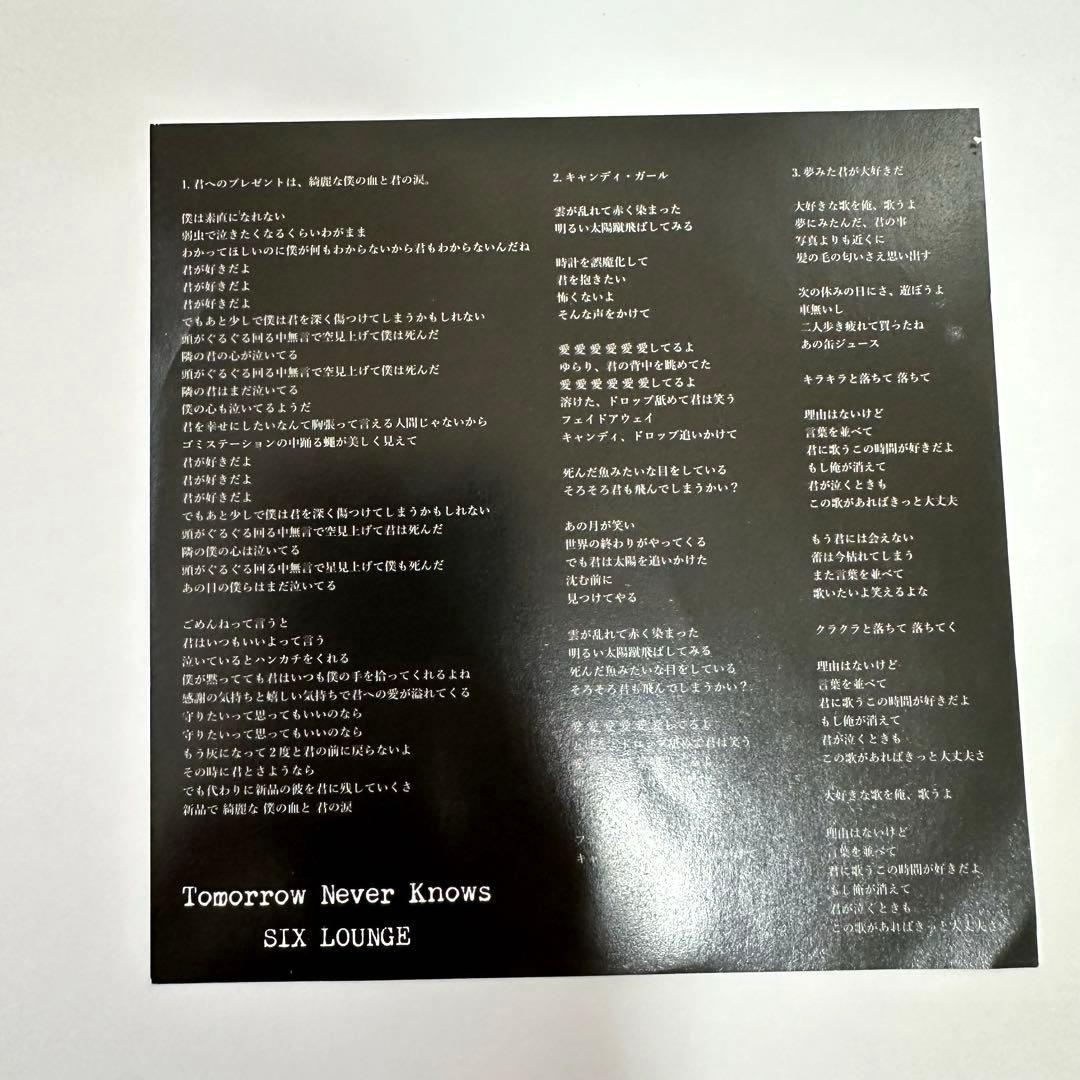 1. 君へのプレゼントは、綺麗な僕の血と君の涙。
僕は素直になれない
弱虫で泣きたくなるくらいわがまま
わかってほしいのに僕が何もわからないから君もわからないんだね
君が好きだよ
君が好きだよ
君が好きだよ
でもあと少しで僕は君を深く傷つけてしまうかもしれない
頭がぐるぐる回る中無言で空見上げて僕は死んだ
隣の君の心が泣いてる
頭がぐるぐる回る中無言で空見上げて僕は死んだ
隣の君はまだ泣いてる
僕の心も泣いてるようだ
君を幸せにしたいなんて胸張って言える人間じゃないから
ゴミステーションの中踊る蠅が美しく見えて
君が好きだよ
君が好きだよ
君が好きだよ
でもあと少しで僕は君を深く傷つけてしまうかもしれない
頭がぐるぐる回る中無言で空見上げて君は死んだ
隣の僕の心は泣いてる
頭がぐるぐる回る中無言で星見上げて僕も死んだ
あの日の僕らはまだ泣いてる
ごめんねって言うと
君はいつもいいよって言う
泣いているとハンカチをくれる
僕が黙ってても君はいつも僕の手を拾ってくれるよね
感謝の気持ちと嬉しい気持ちで君への愛が溢れてくる
守りたいって思ってもいいのなら
守りたいって思ってもいいのなら
もう灰になって2度と君の前に戻らないよ
その時に君とさようなら
でも代わりに新品の彼を君に残していくさ
新品で 綺麗な 僕の血と 君の涙
Tomorrow Never Knows
SIX LOUNGE
2. キャンディ・ガール
雲が乱れて赤く染まった
明るい太陽蹴飛ばしてみる
時計を誤魔化して
君を抱きたい
怖くないよ
そんな声をかけて
愛 愛 愛 愛 愛 愛してるよ
ゆらり、君の背中を眺めてた
愛 愛 愛 愛 愛 愛してるよ
溶けた、ドロップ舐めて君は笑う
フェイドアウェイ
キャンディ、ドロップ追いかけて
死んだ魚みたいな目をしている
そろそろ君も飛んでしまうかい?
あの月が笑い
世界の終わりがやってくる
でも君は太陽を追いかけた
沈む前に
見つけてやる
雲が乱れて赤く染まった
明るい太陽蹴飛ばしてみる
死んだ魚みたいな目をしている
そろそろ君も飛んでしまうかい?
愛 愛 愛 愛 愛 愛してるよ
舐めて君は笑う
フ
キャ
3. 夢みた君が大好きだ
大好きな歌を俺、歌うよ
夢にみたんだ、君の事
写真よりも近くに
髪の毛の匂いさえ思い出す
次の休みの日にさ、遊ぼうよ
車無いし
二人歩き疲れて買ったね
あの缶ジュース
キラキラと落ちて 落ちて
理由はないけど
言葉を並べて
君に歌うこの時間が好きだよ
もし俺が消えて
君が泣くときも
この歌があればきっと大丈夫
もう君には会えない
蕾は今枯れてしまう
また言葉を並べて
歌いたいよ笑えるよな
クラクラと落ちて 落ちてく
理由はないけど
言葉を並べて
君に歌うこの時間が好きだよ
もし俺が消えて
君が泣くときも
この歌があればきっと大丈夫さ
大好きな歌を俺、歌うよ
理由はないけど
言葉を並べて
君に歌うこの時間が好きだよ
もし俺が消えて
君が泣くときも
この歌があればきっと大丈夫さ